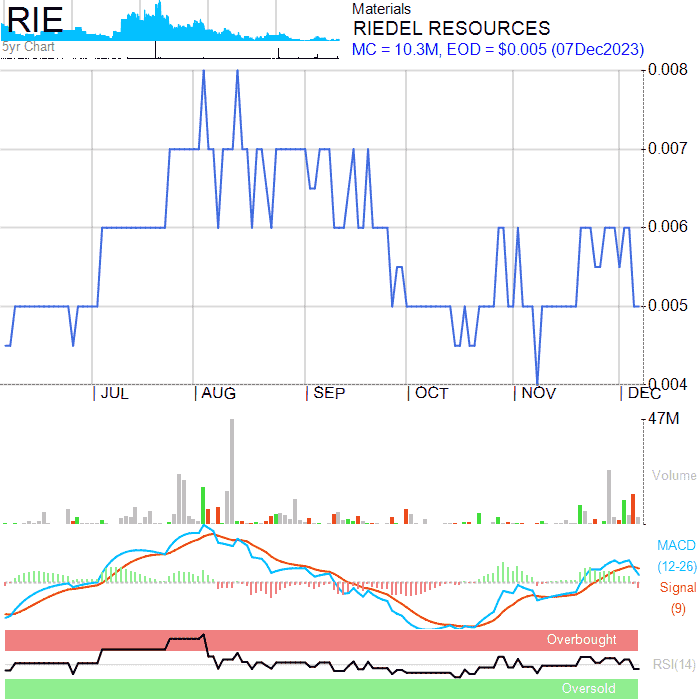 RIE
5yr Chart
Materials
RIEDEL RESOURCES
MC = 10.3M, EOD = $0.005 (07Dec2023)
0.008
0.007
0.006
0.005
0.004
JUL AUG SEP OCT NOV DEC
47M
Volume
MACD
(12-26)
Signal
(9)
Overbought
RSI(14)
Oversold